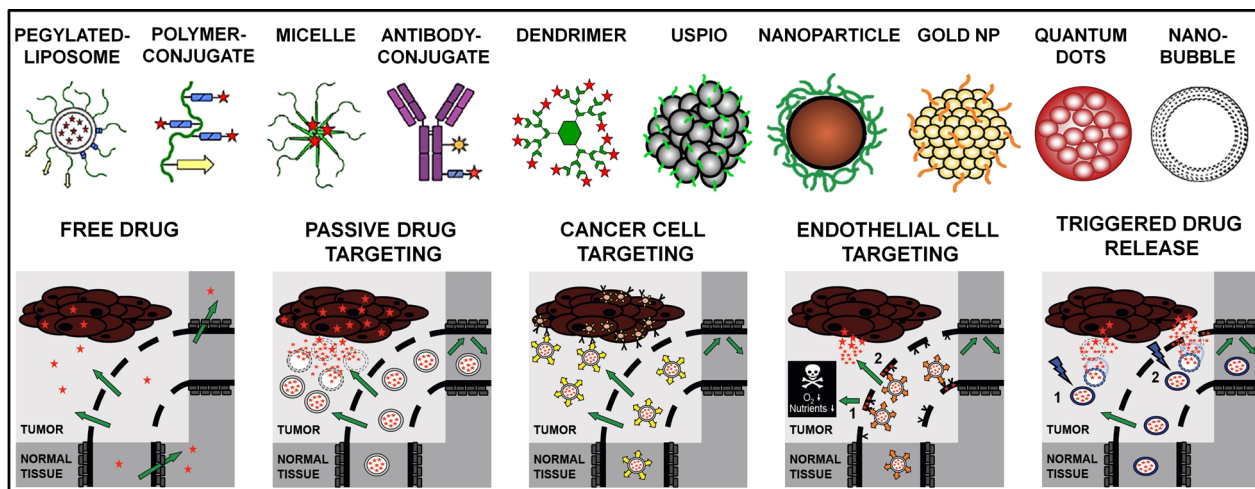 PEGYLATED-
LIPOSOME
POLYMER-
CONJUGATE
MICELLE
ANTIBODY-
CONJUGATE
DENDRIMER
USPIO
NANOPARTICLE
GOLD NP
QUANTUM
DOTS
NANO-
BUBBLE
FREE DRUG
TUMOR
NORMAL
TISSUE
PASSIVE DRUG
TARGETING
TUMOR
NORMAL
TISSUE
CANCER CELL
TARGETING
TUMOR
NORMAL
TISSUE
ENDOTHELIAL CELL
TARGETING
2
O₂ ↓
Nutrients ↓
1
TUMOR
NORMAL
TISSUE
TRIGGERED DRUG
RELEASE
2
1
TUMOR
NORMAL
TISSUE